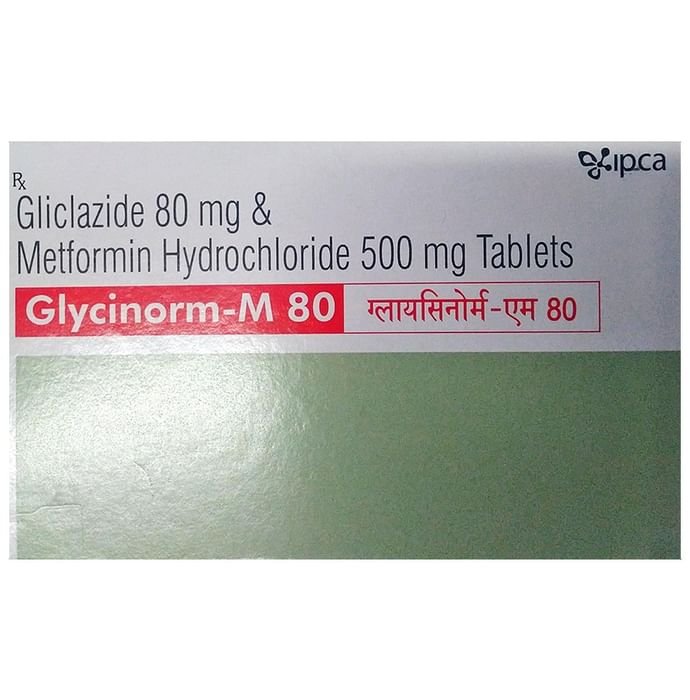 ipca
Rx
Gliclazide 80 mg &
Metformin Hydrochloride 500 mg Tablets
Glycinorm-M 80 ग्लायसिनोर्म-एम 80